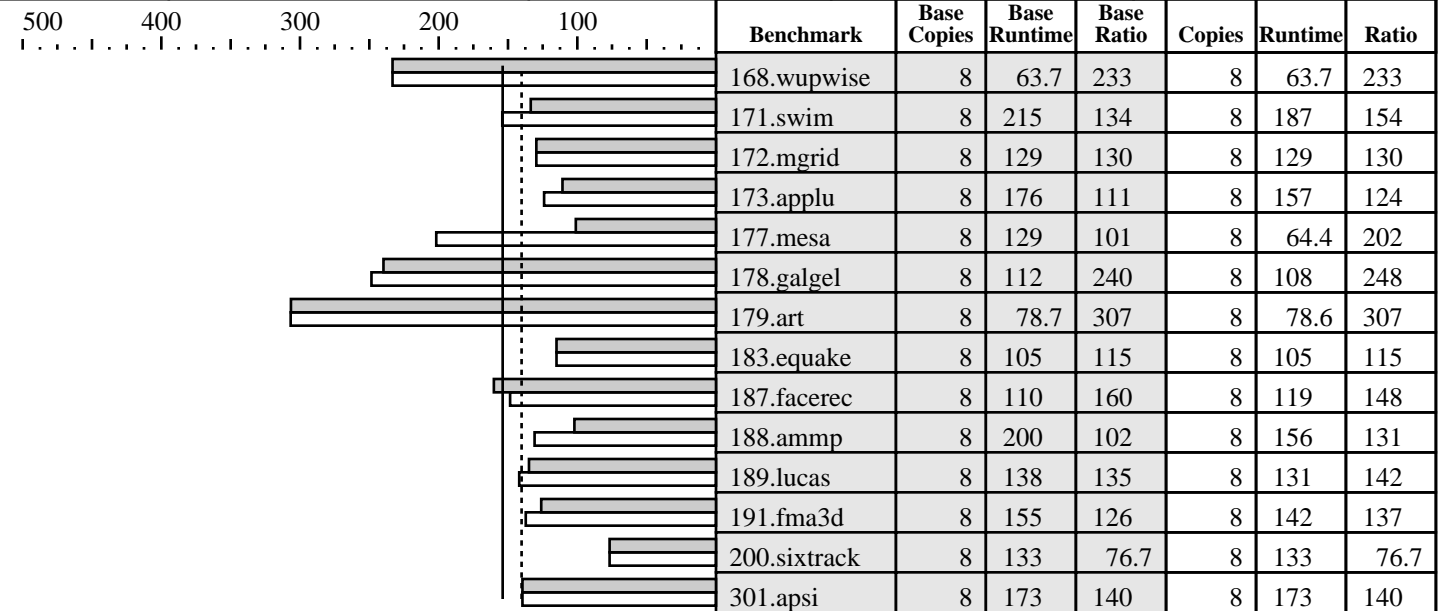 500 400 300 200 100
Benchmark Base Copies Base Runtime Base Ratio Copies Runtime Ratio
168.wupwise 8 63.7 233 8 63.7 233
171.swim 8 215 134 8 187 154
172.mgrid 8 129 130 8 129 130
173.applu 8 176 111 8 157 124
177.mesa 8 129 101 8 64.4 202
178.galgel 8 112 240 8 108 248
179.art 8 78.7 307 8 78.6 307
183.equake 8 105 115 8 105 115
187.facerec 8 110 160 8 119 148
188.ammp 8 200 102 8 156 131
189.lucas 8 138 135 8 131 142
191.fma3d 8 155 126 8 142 137
200.sixtrack 8 133 76.7 8 133 76.7
301.apsi 8 173 140 8 173 140